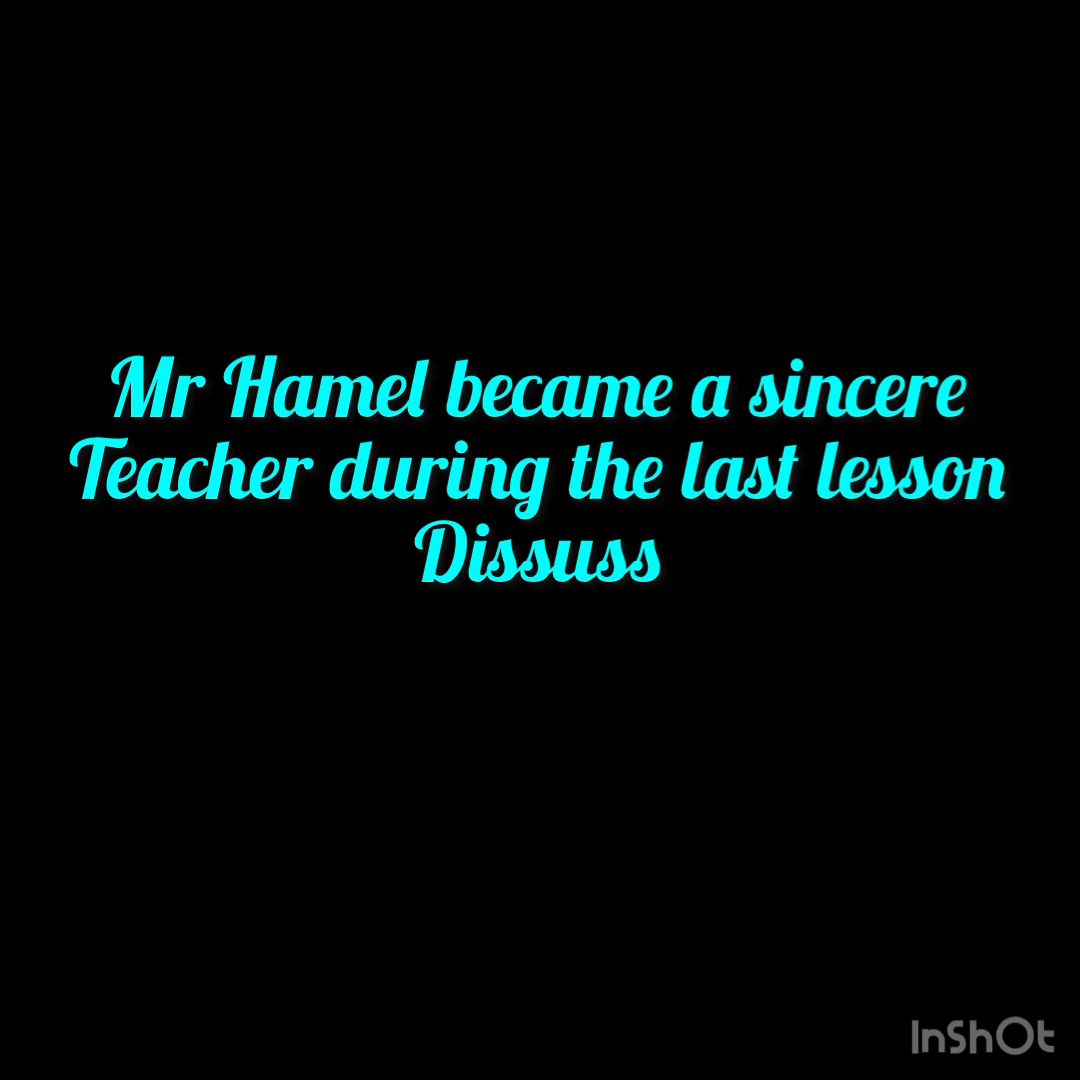 Mr Hamel became a sincere
Teacher during the last lesson
Dissuss
InShOt